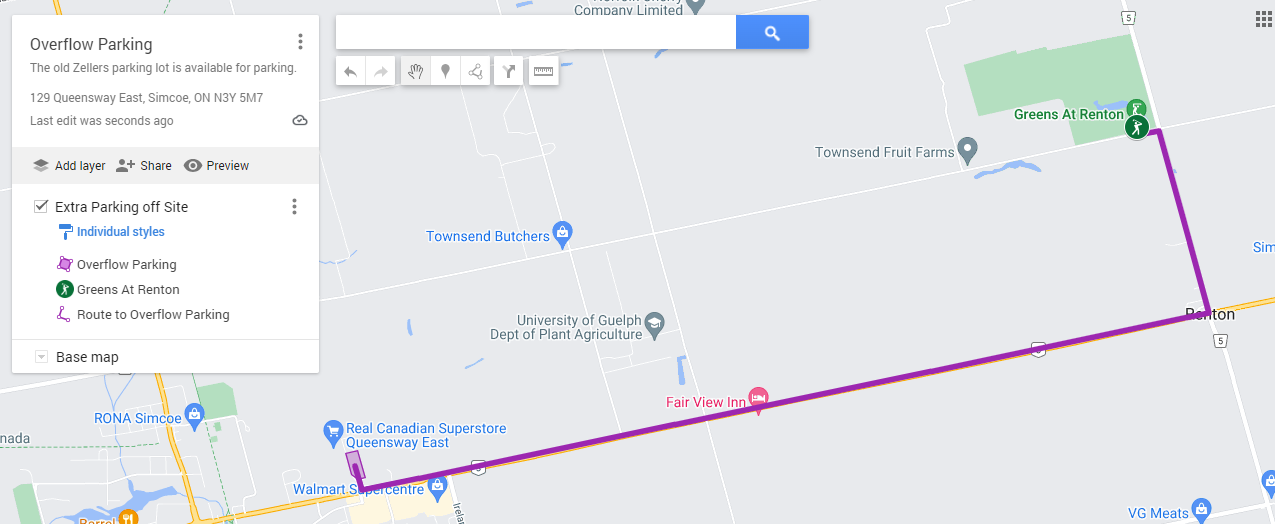 Overflow Parking
The old Zellers parking lot is available for parking.
129 Queensway East, Simcoe, ON N3Y 5M7
Last edit was seconds ago
Add layer
Share
Preview
Extra Parking off Site
Individual styles
Overflow Parking
Greens At Renton
Route to Overflow Parking
Base map
Company Limited
5
Greens At Renton
Townsend Fruit Farms
Townsend Butchers
Sim
University of Guelph
Dept of Plant Agriculture
Renton
5
3
Fair View Inn
RONA Simcoe
nada
Real Canadian Superstore
Queensway East
3
Walmart Supercentre
VG Meats